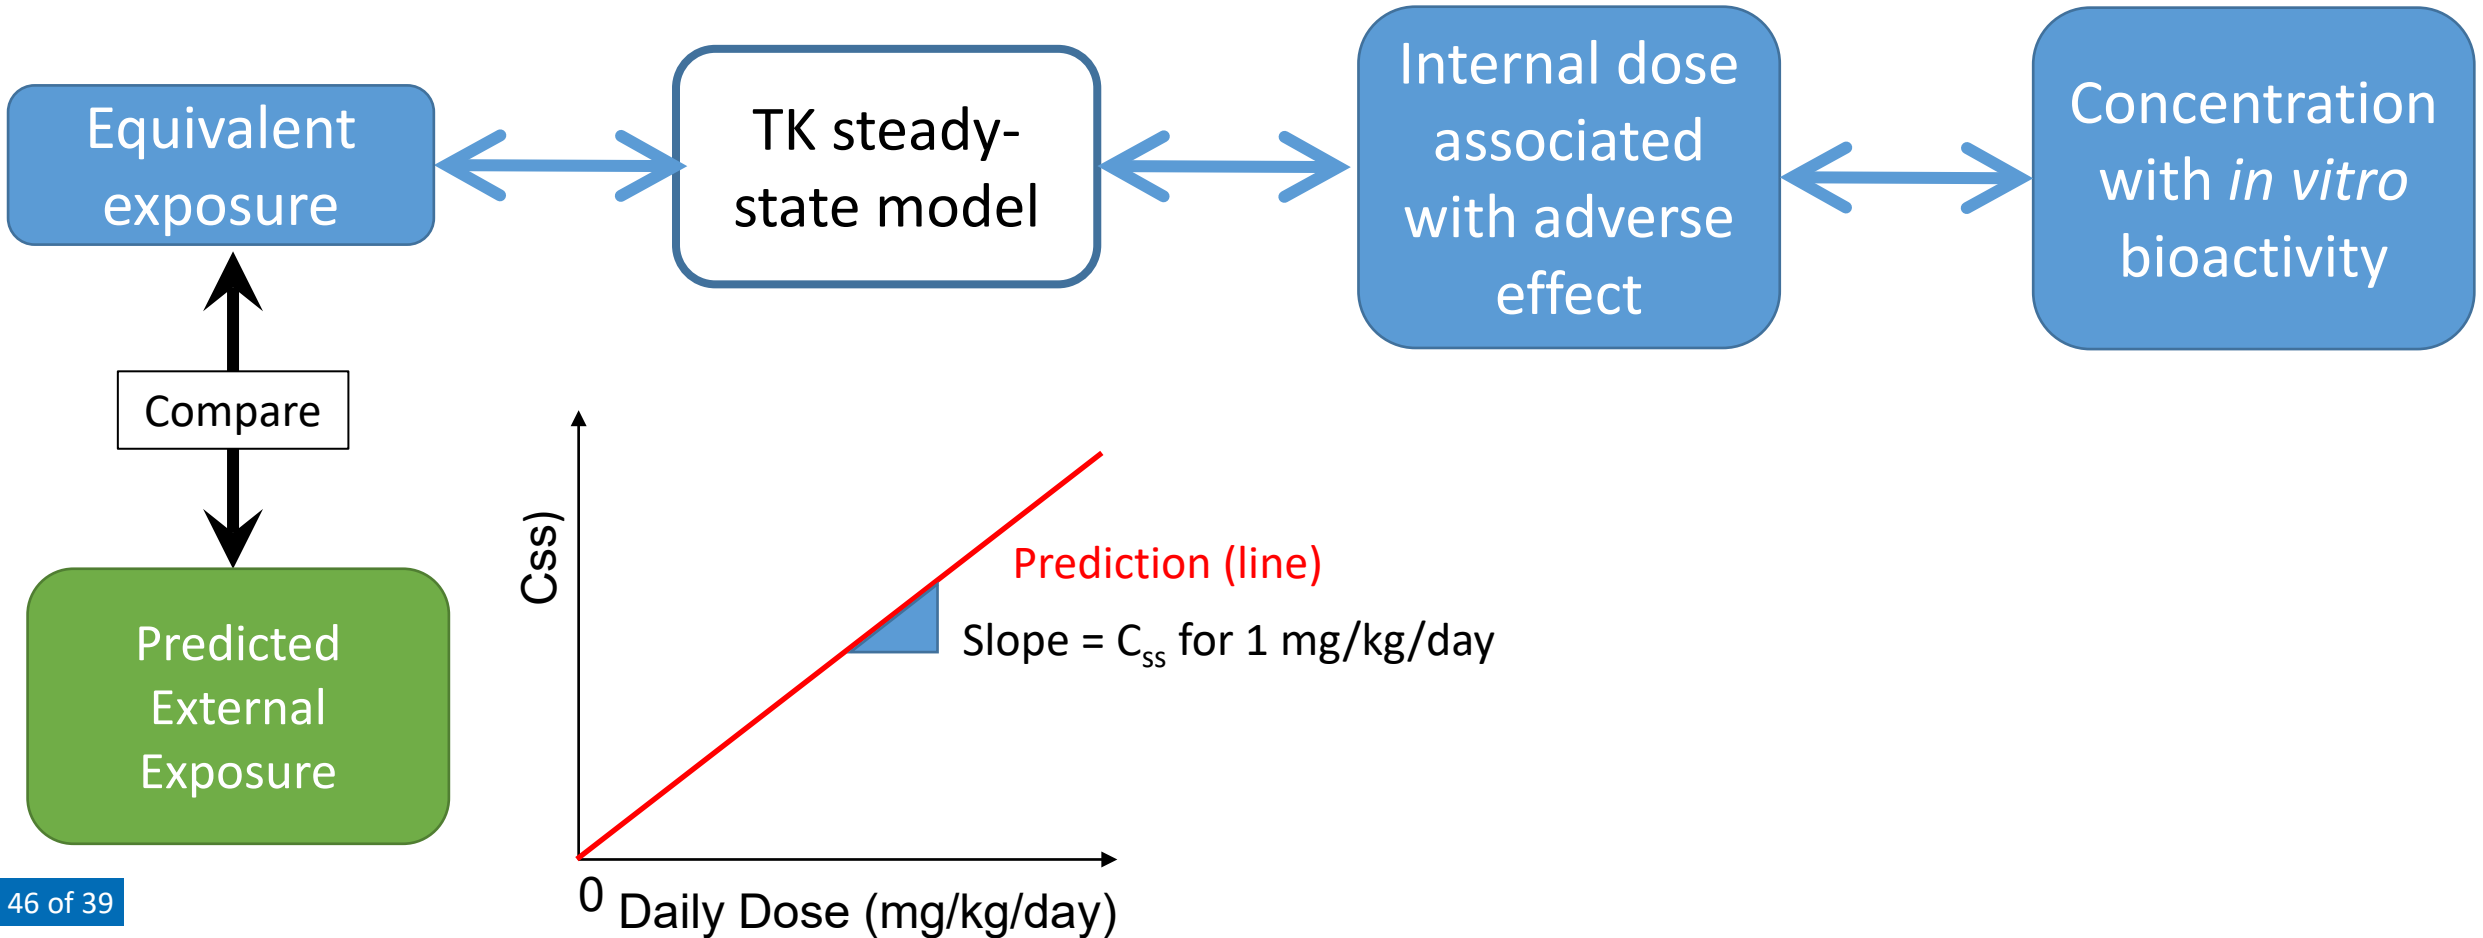 Equivalent
exposure
TK steady-
state model
Internal dose
associated
with adverse
effect
Concentration
with in vitro
bioactivity
Compare
Predicted
External
Exposure
Css)
Prediction (line)
Slope = Css for 1 mg/kg/day
0
Daily Dose (mg/kg/day)
46 of 39